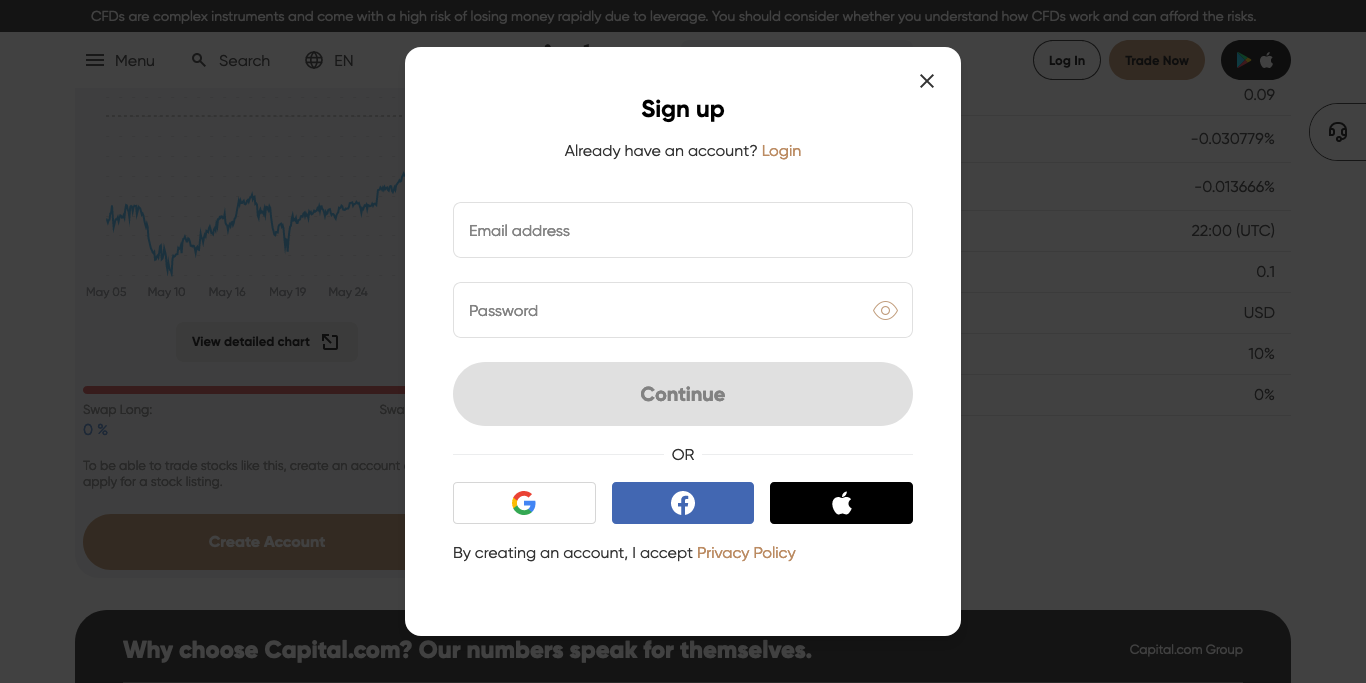 CFDs are complex instruments and come with a high risk of losing money rapidly due to leverage. You should consider whether you understand how CFDs work and can afford the risks.
Menu
Search
EN
Log In
Trade Now
Sign up
Already have an account? Login
Email address
Password
Continue
OR
By creating an account, I accept Privacy Policy
May 05 May 10 May 16 May 19 May 24
View detailed chart
Swap Long:
0 %
To be able to trade stocks like this, create an account
apply for a stock listing.
Create Account
0.09
-0.030779%
-0.013666%
22:00 (UTC)
0.1
USD
10%
0%
Why choose Capital.com? Our numbers speak for themselves.
Capital.com Group